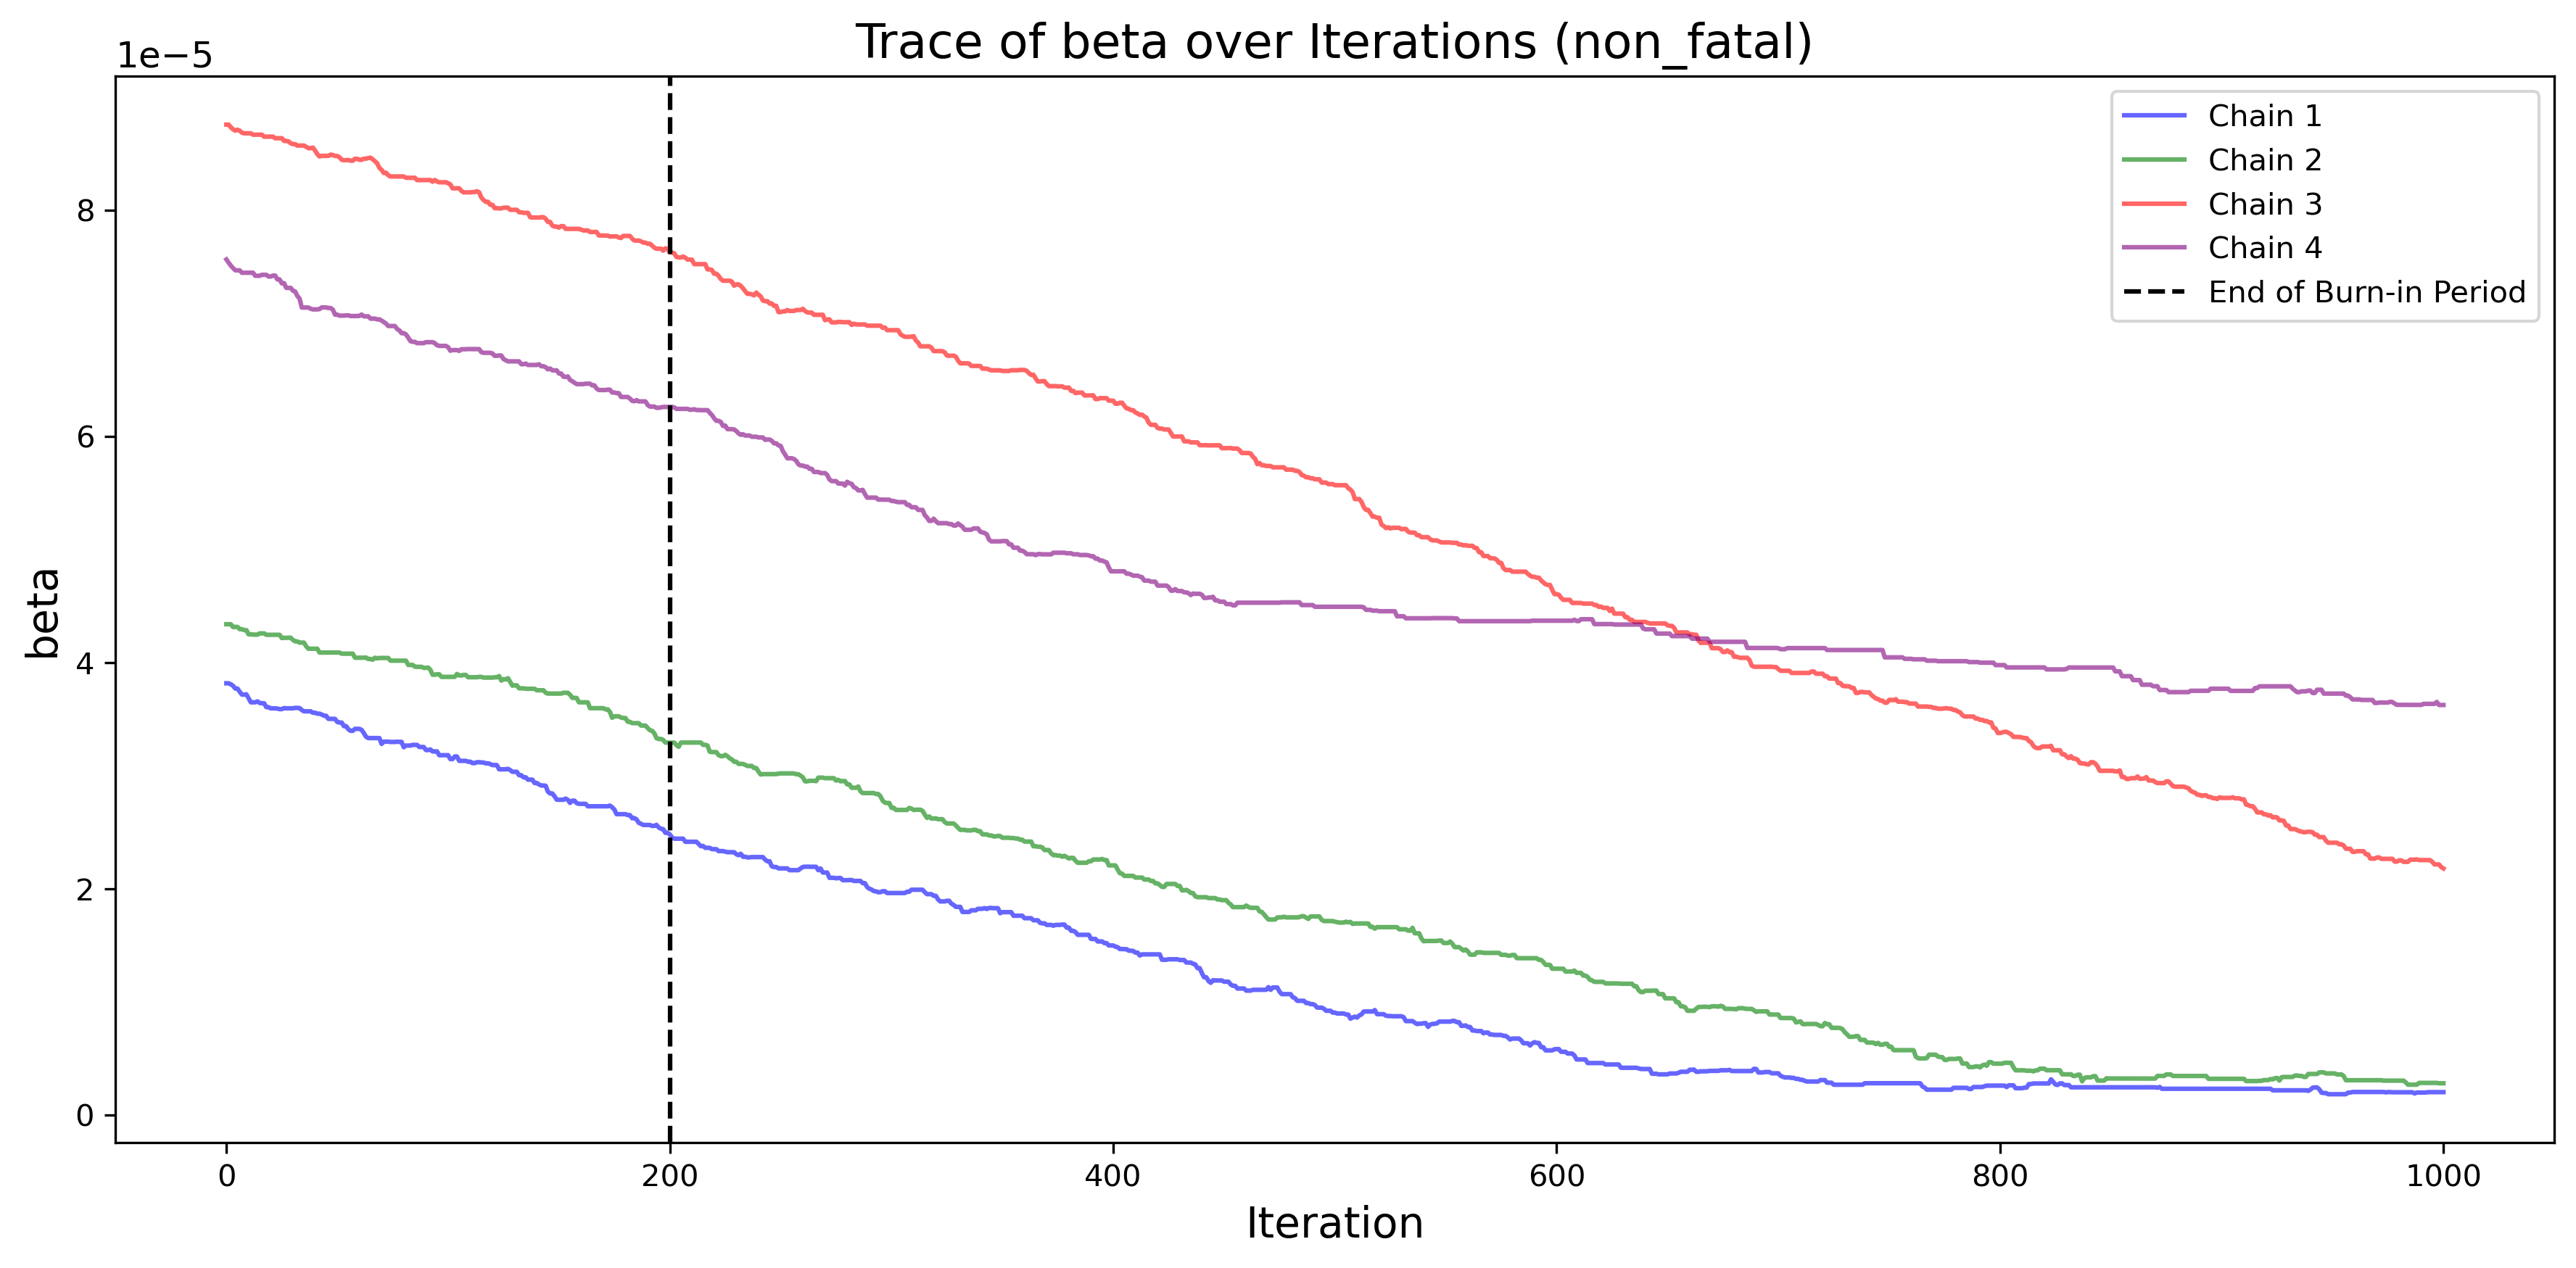 Trace of beta over Iterations (non_fatal)
1e−5
Chain 1
Chain 2
Chain 3
Chain 4
End of Burn-in Period
8
6
4
2
0
beta
0 200 400 600 800 1000
Iteration